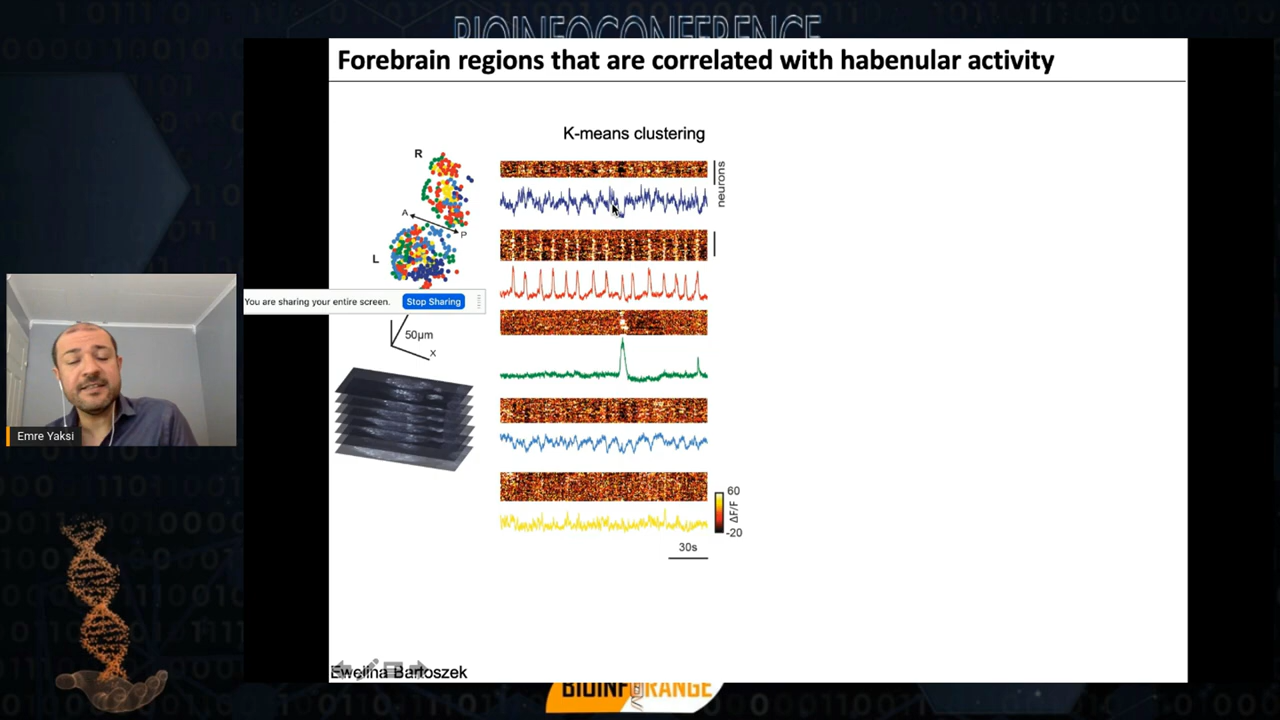 BIOINFCONFERENCE
Forebrain regions that are correlated with habenular activity
K-means clustering
R
neurons
A
P
L
You are sharing your entire screen.
Stop Sharing
50µm
X
Emre Yaksi
60
ΔF/F
-20
30s
Ewelina Bartoszek
BIOINFORANGE